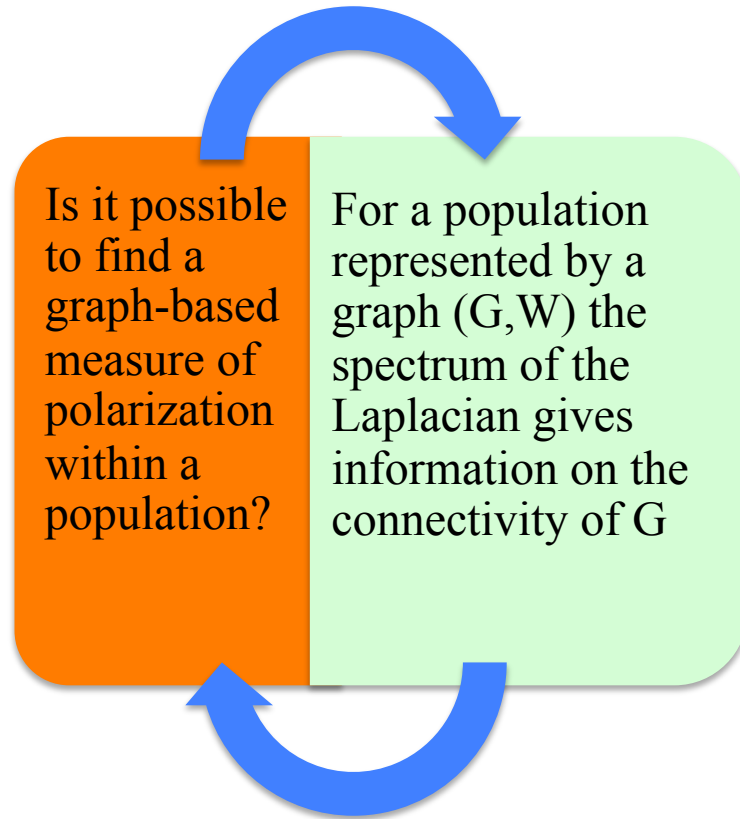 Is it possible
to find a
graph-based
measure of
polarization
within a
population?
For a population
represented by a
graph (G,W) the
spectrum of the
Laplacian gives
information on the
connectivity of G